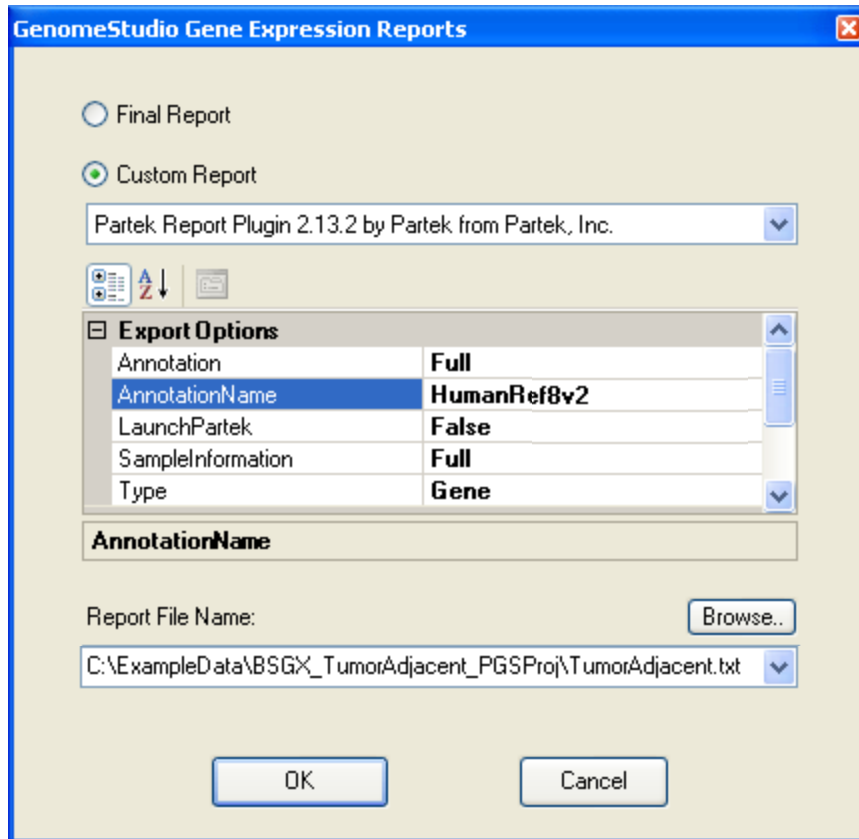 GenomeStudio Gene Expression Reports
Final Report
Custom Report
Partek Report Plugin 2.13.2 by Partek from Partek, Inc.
A
Z
Export Options
Annotation Full
AnnotationName HumanRef8v2
LaunchPartek False
SampleInformation Full
Type Gene
AnnotationName
Report File Name: Browse..
C:\ExampleData\BSGX_TumorAdjacent_PGSProj\TumorAdjacent.txt
OK Cancel